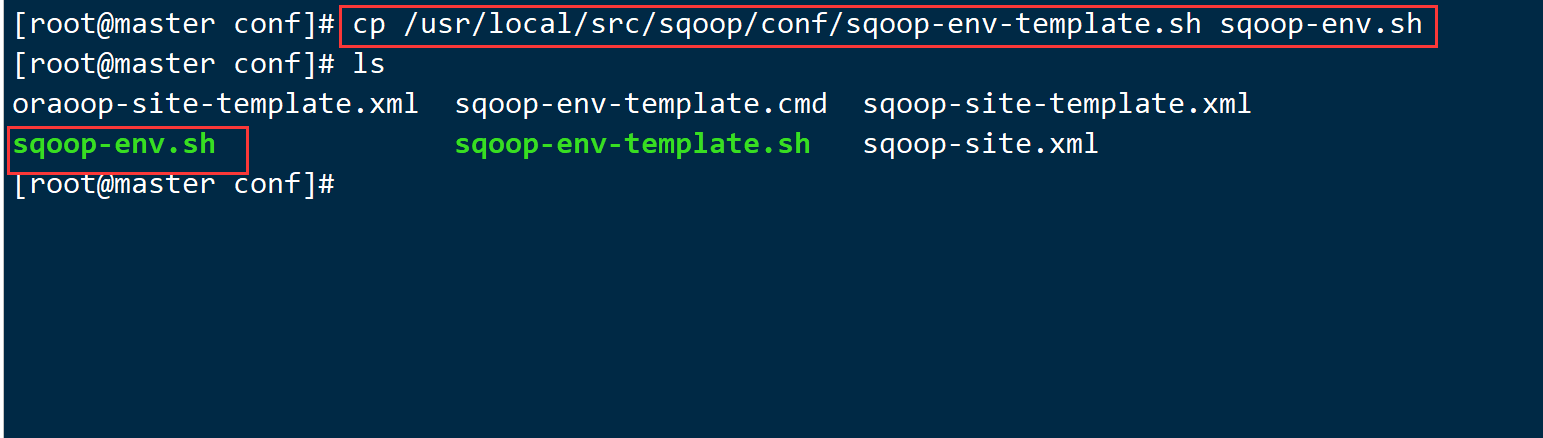 [root@master conf]# cp /usr/local/src/sqoop/conf/sqoop-env-template.sh sqoop-env.sh
[root@master conf]# ls
oraoop-site-template.xml  sqoop-env-template.cmd  sqoop-site-template.xml
sqoop-env.sh              sqoop-env-template.sh   sqoop-site.xml
[root@master conf]#